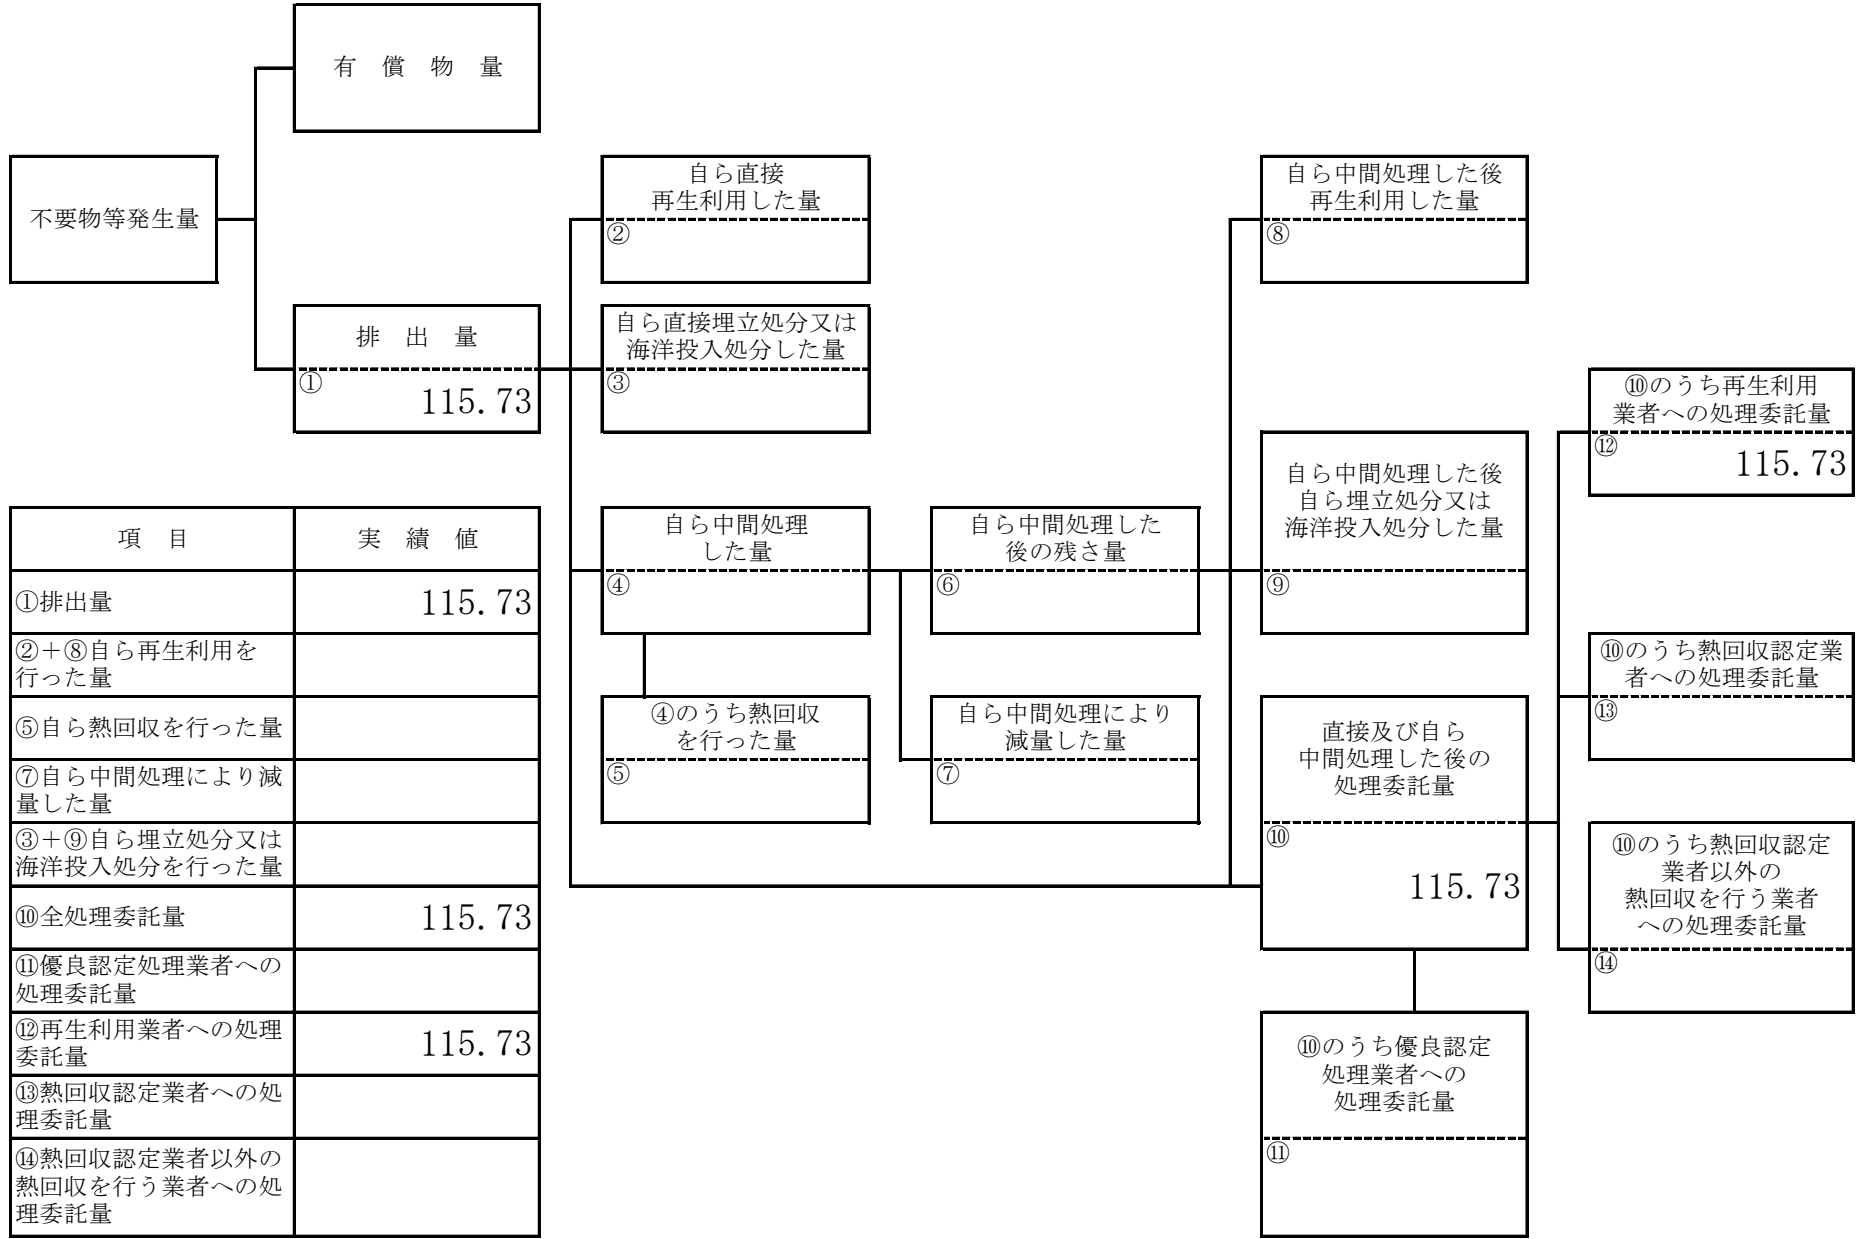 有　償　物　量
不要物等発生量
排　出　量
①
115.73
自ら直接
再生利用した量
②
自ら直接埋立処分又は
海洋投入処分した量
③
自ら中間処理
した量
④
④のうち熱回収
を行った量
⑤
自ら中間処理した
後の残さ量
⑥
自ら中間処理により
減量した量
⑦
自ら中間処理した後
再生利用した量
⑧
自ら中間処理した後
自ら埋立処分又は
海洋投入処分した量
⑨
直接及び自ら
中間処理した後の
処理委託量
⑩
115.73
⑩のうち優良認定
処理業者への
処理委託量
⑪
⑩のうち再生利用
業者への処理委託量
⑫
115.73
⑩のうち熱回収認定業
者への処理委託量
⑬
⑩のうち熱回収認定
業者以外の
熱回収を行う業者
への処理委託量
⑭
項　目
実　績　値
①排出量
115.73
②＋⑧自ら再生利用を
行った量
⑤自ら熱回収を行った量
⑦自ら中間処理により減
量した量
③＋⑨自ら埋立処分又は
海洋投入処分を行った量
⑩全処理委託量
115.73
⑪優良認定処理業者への
処理委託量
⑫再生利用業者への処理
委託量
115.73
⑬熱回収認定業者への処
理委託量
⑭熱回収認定業者以外の
熱回収を行う業者への処
理委託量